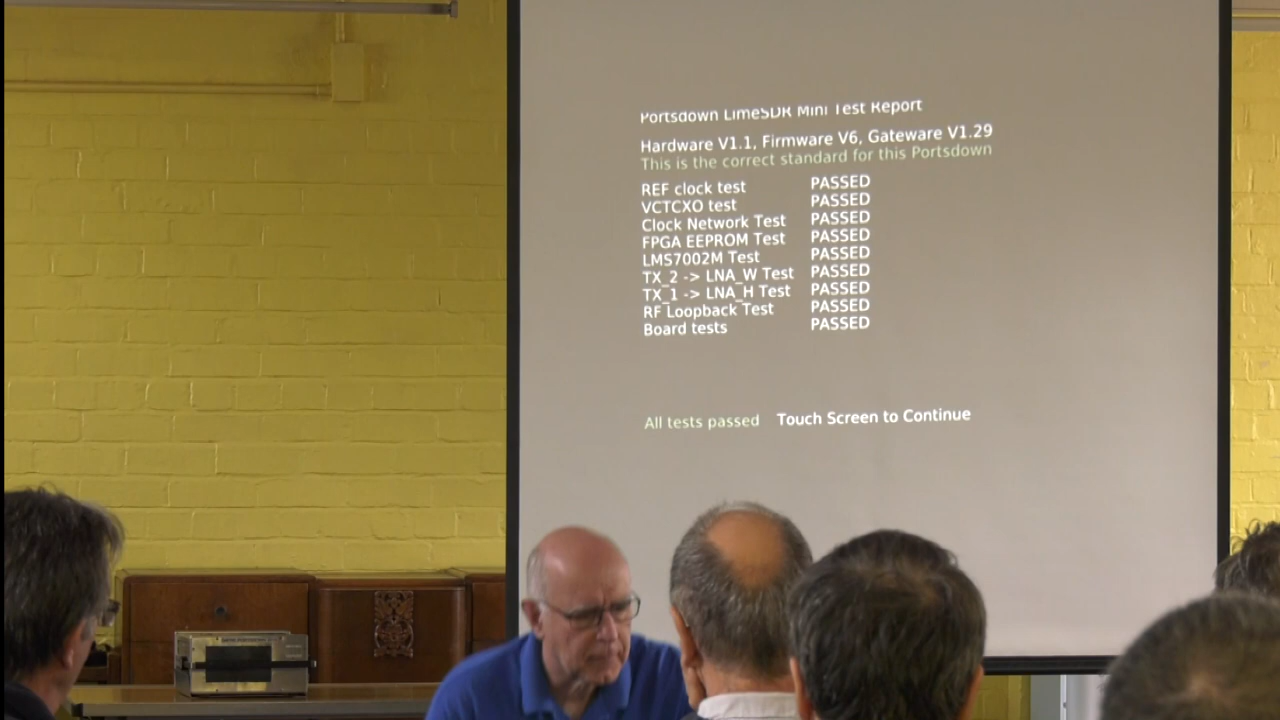 Portsdown LimeSDR Mini Test Report
Hardware V1.1, Firmware V6, Gateware V1.29
This is the correct standard for this Portsdown
REF clock test PASSED
VCTCXO test PASSED
Clock Network Test PASSED
FPGA EEPROM Test PASSED
LMS7002M Test PASSED
TX_2 -> LNA_W Test PASSED
TX_1 -> LNA_H Test PASSED
RF Loopback Test PASSED
Board tests PASSED
All tests passed Touch Screen to Continue